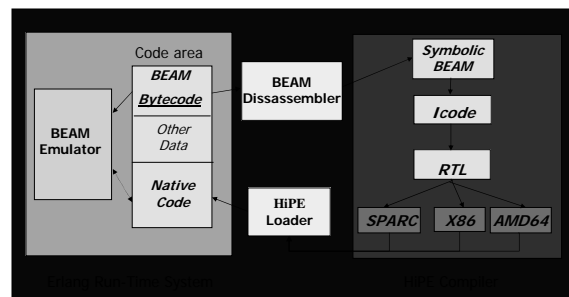 Code area
BEAM
Bytecode
Other
Data
Native
Code
BEAM
Emulator
BEAM
Dissassembler
HiPE
Loader
Symbolic
BEAM
Icode
RTL
SPARC
X86
AMD64
Erlang Run-Time System
HiPE Compiler